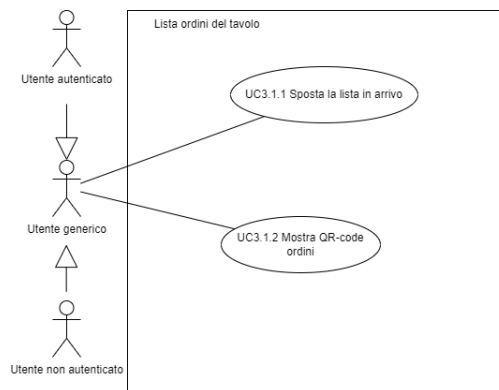 Lista ordini del tavolo
Utente autenticato
UC3.1.1 Sposta la lista in arrivo
Utente generico
UC3.1.2 Mostra QR-code
ordini
Utente non autenticato